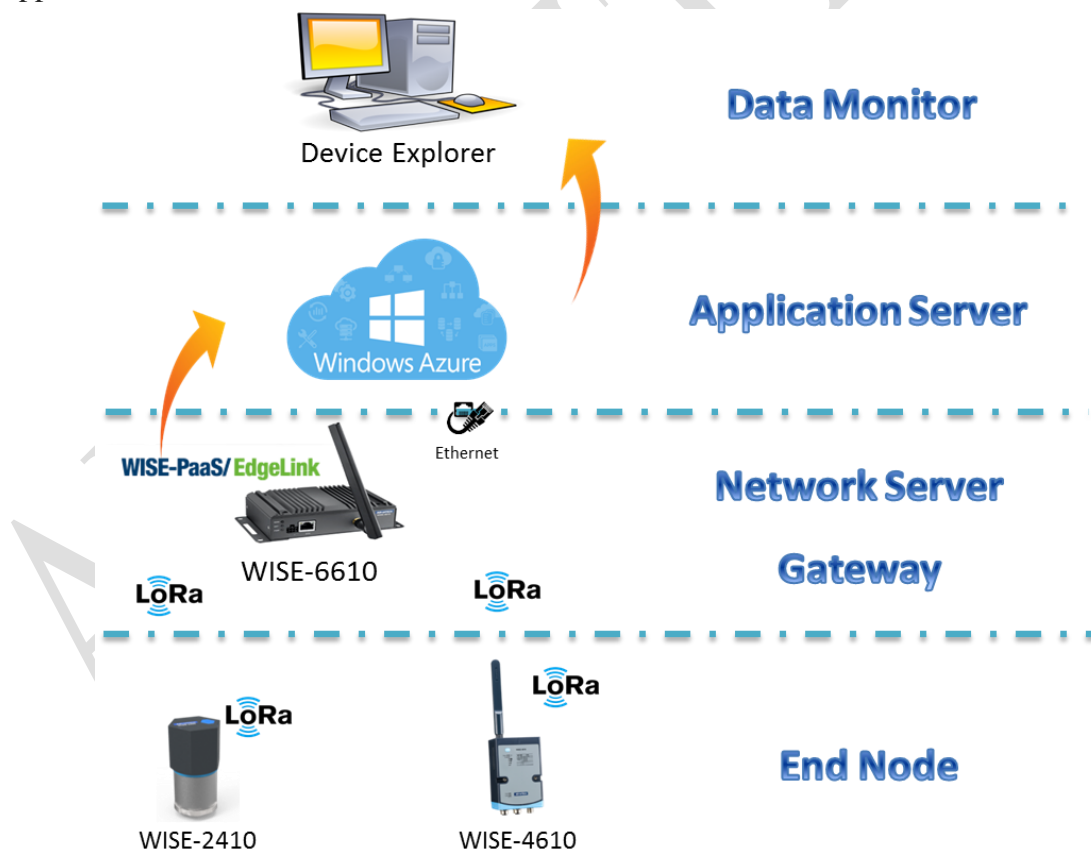 Device Explorer
Data Monitor
Windows Azure
Application Server
Ethernet
WISE-PaaS/EdgeLink
Network Server
WISE-6610
Gateway
LoRa
LoRa
LoRa
LoRa
End Node
WISE-2410
WISE-4610